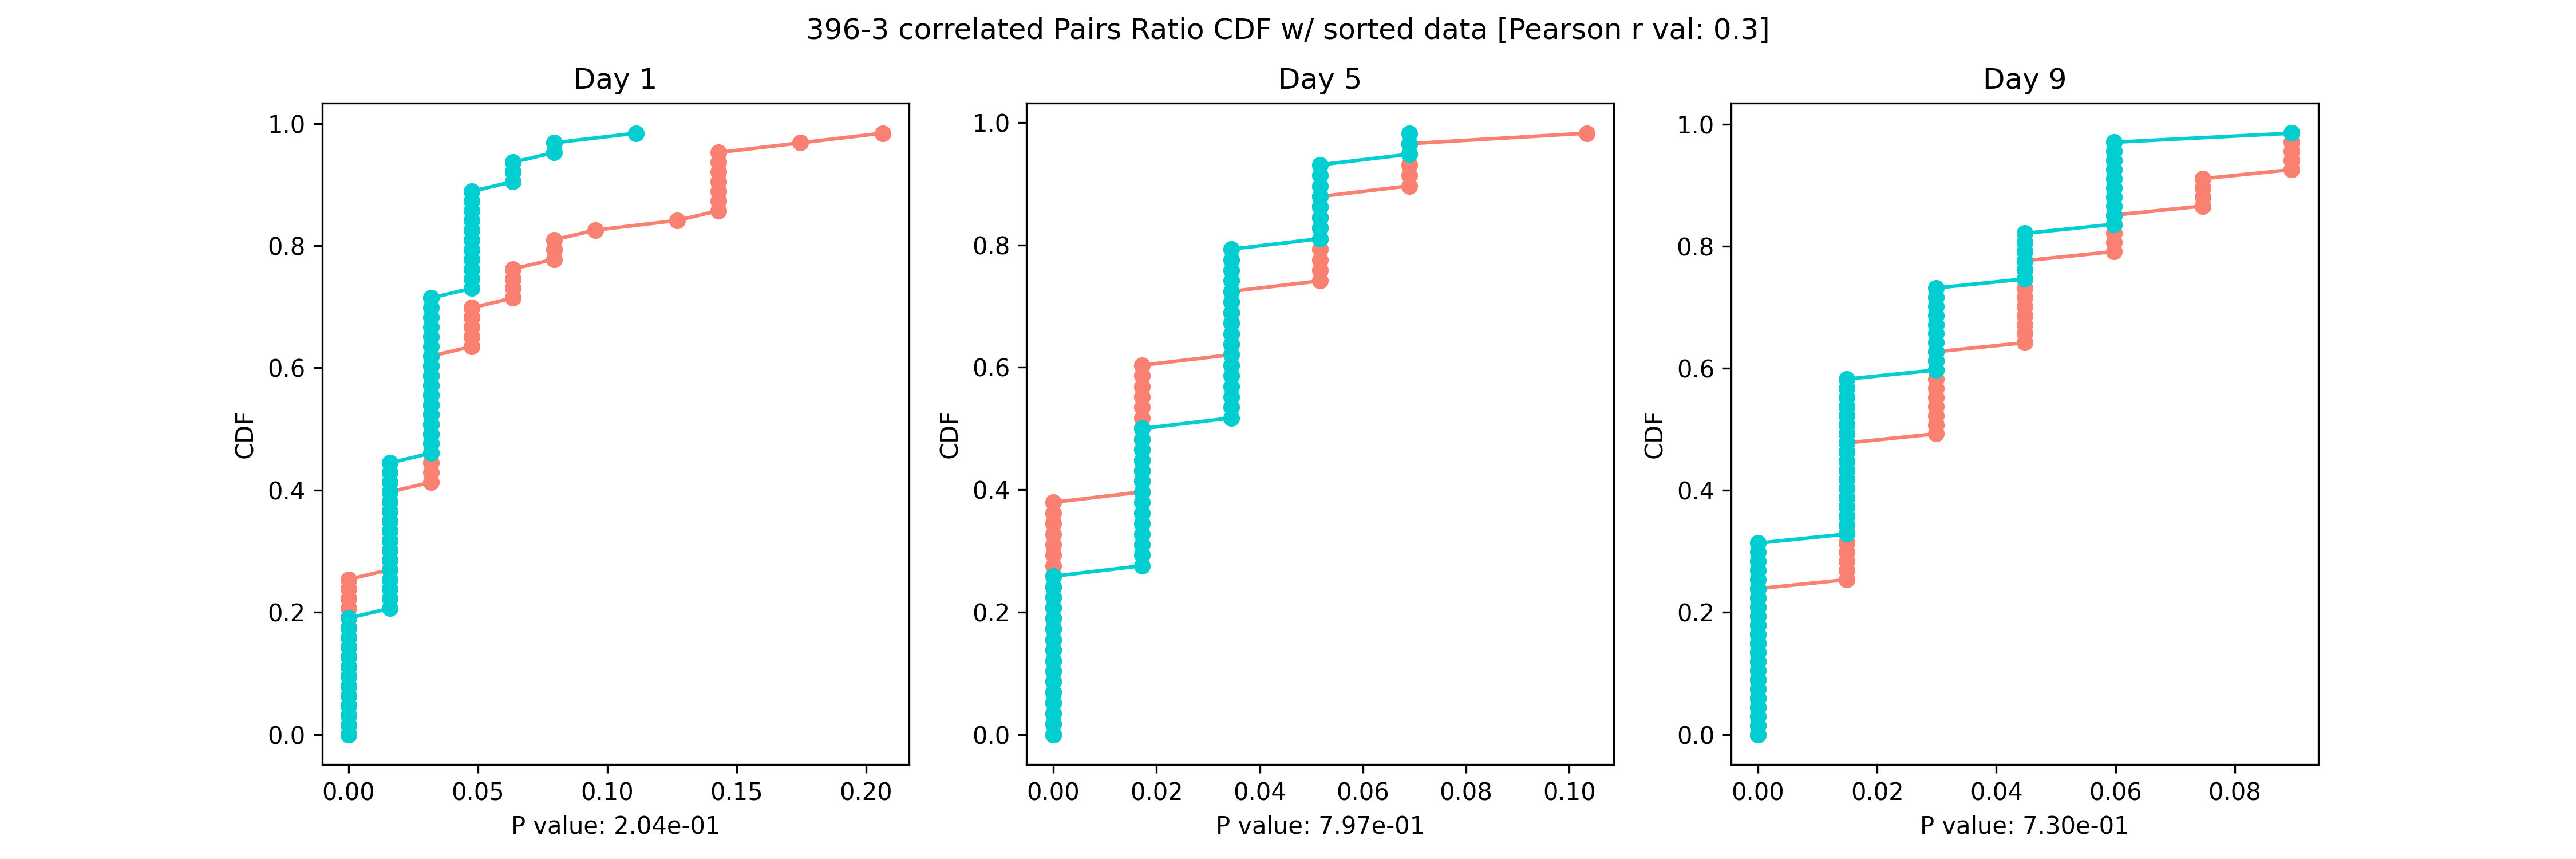 396-3 correlated Pairs Ratio CDF w/ sorted data [Pearson r val: 0.3]
Day 1
1.0
0.8
0.6
0.4
0.2
0.0
CDF
0.00 0.05 0.10 0.15 0.20
P value: 2.04e-01
Day 5
1.0
0.8
0.6
0.4
0.2
0.0
CDF
0.00 0.02 0.04 0.06 0.08 0.10
P value: 7.97e-01
Day 9
1.0
0.8
0.6
0.4
0.2
0.0
CDF
0.00 0.02 0.04 0.06 0.08
P value: 7.30e-01